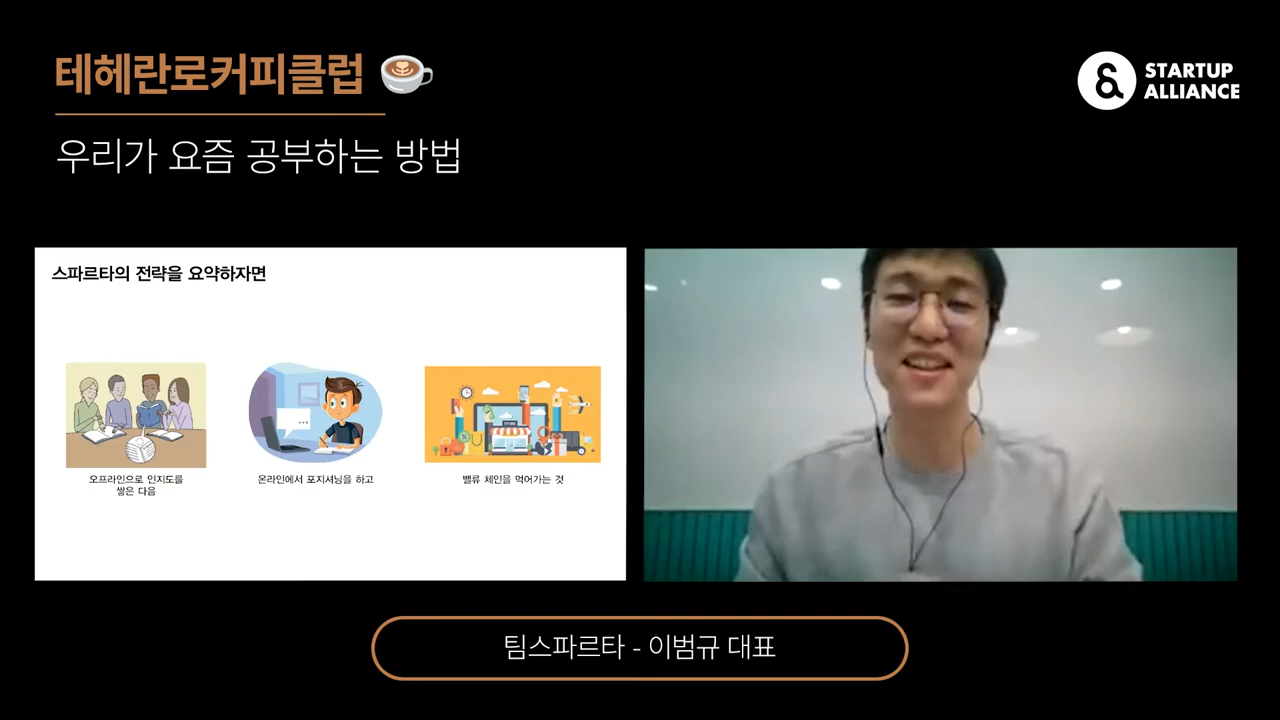 테헤란로커피클럽
STARTUP
ALLIANCE
우리가 요즘 공부하는 방법
스파르타의 전략을 요약하자면
STORE
오프라인으로 인지도를
쌓은 다음
온라인에서 포지셔닝을 하고
밸류 체인을 먹어가는 것
팀스파르타 - 이범규 대표